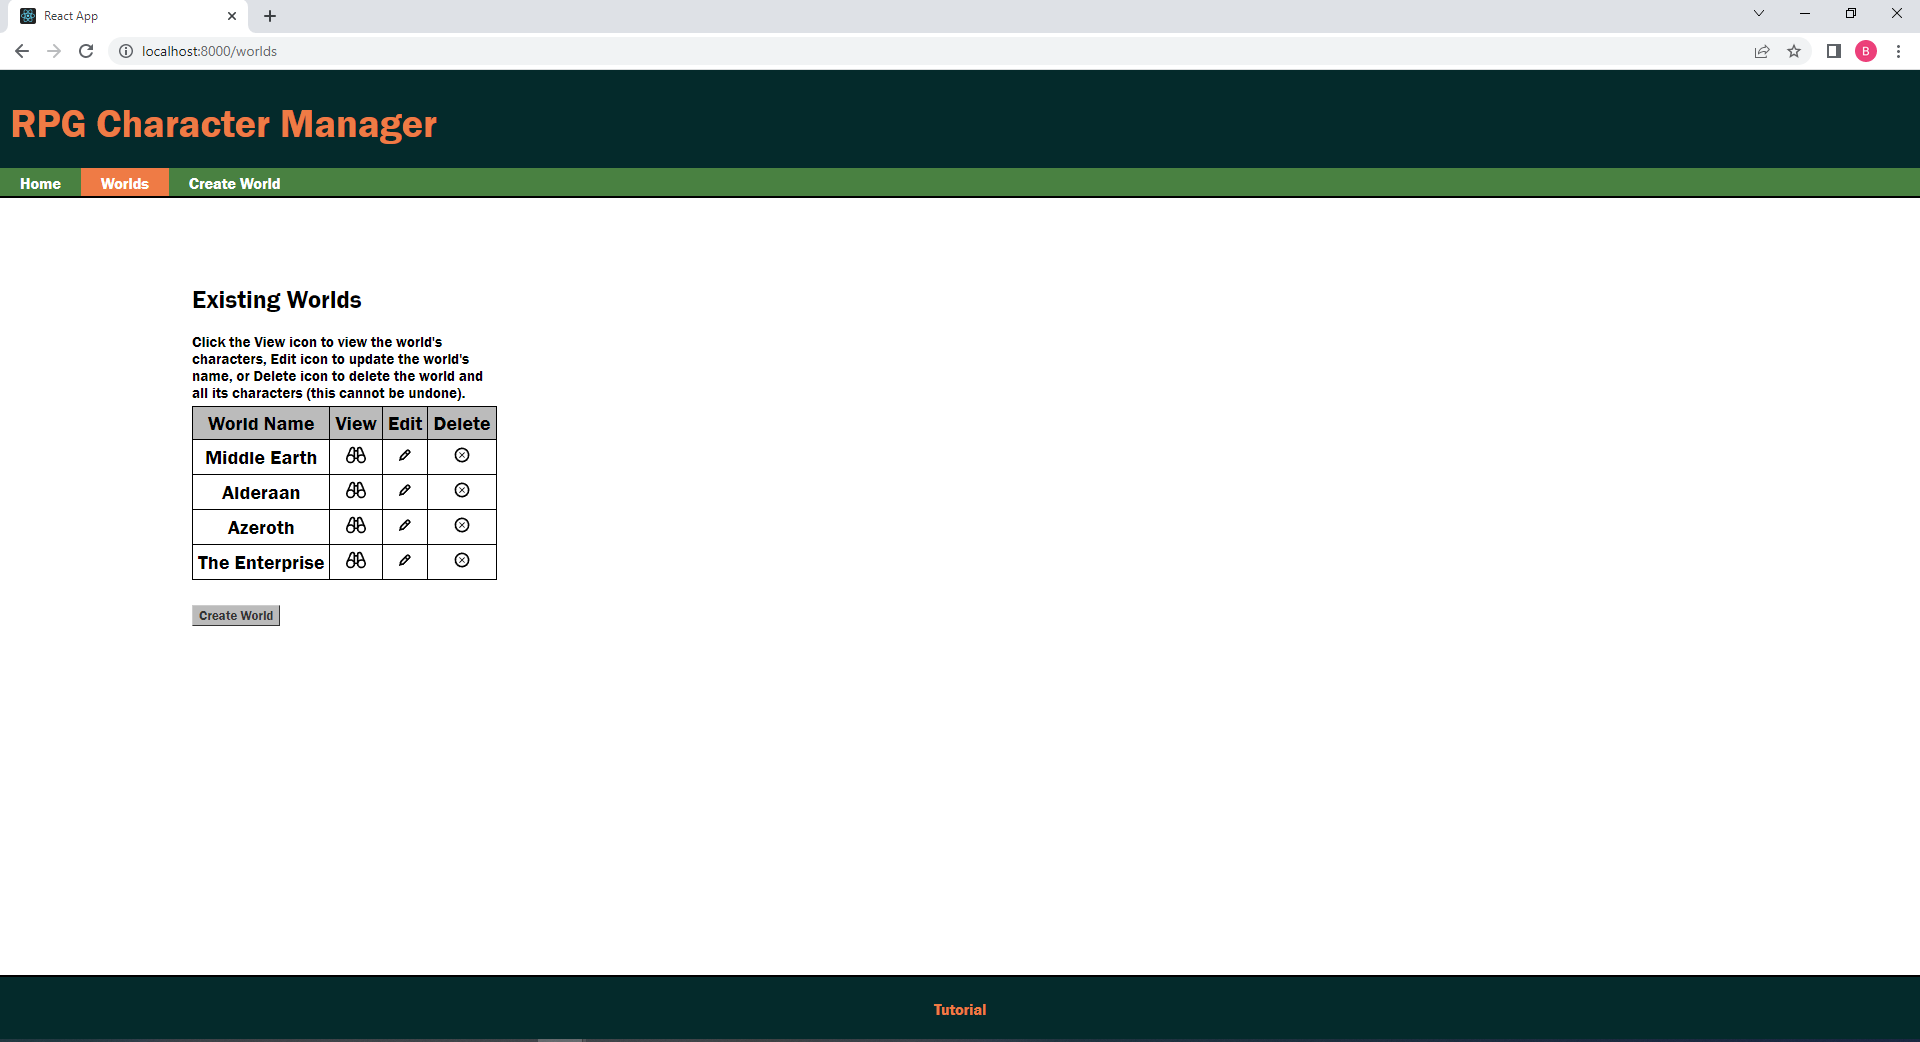 React App
localhost:8000/worlds
B
RPG Character Manager
Home Worlds Create World
Existing Worlds
Click the View icon to view the world's
characters, Edit icon to update the world's
name, or Delete icon to delete the world and
all its characters (this cannot be undone).
World Name View Edit Delete
Middle Earth
Alderaan
Azeroth
The Enterprise
Create World
Tutorial